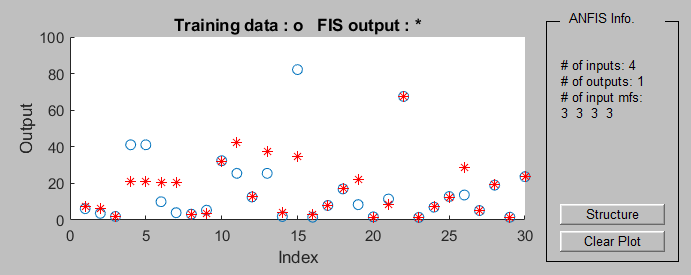 Training data : o   FIS output : *
100
80
60
40
20
0
Output
0 5 10 15 20 25 30
Index
ANFIS Info.
# of inputs: 4
# of outputs: 1
# of input mfs:
3 3 3 3
Structure
Clear Plot